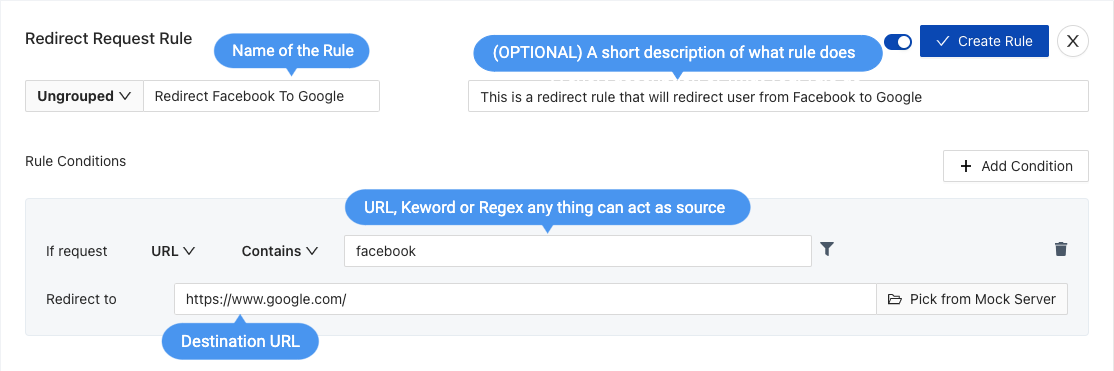 Redirect Request Rule
Name of the Rule
(OPTIONAL) A short description of what rule does
Create Rule
X
Ungrouped
Redirect Facebook To Google
This is a redirect rule that will redirect user from Facebook to Google
Rule Conditions
+ Add Condition
URL, Keword or Regex any thing can act as source
If request
URL
Contains
facebook
Redirect to
https://www.google.com/
Pick from Mock Server
Destination URL